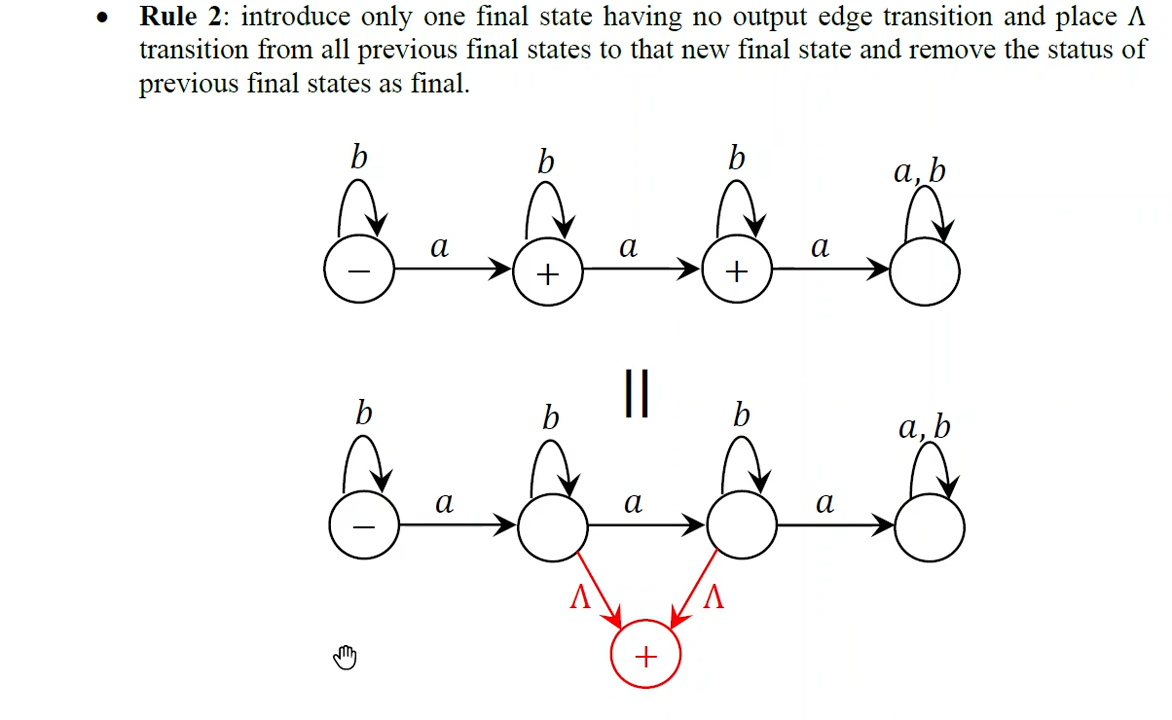 • Rule 2: introduce only one final state having no output edge transition and place Λ
transition from all previous final states to that new final state and remove the status of
previous final states as final.
b b b a, b
a a a
− + +
||
b b b a, b
a a a
−
Λ Λ
+